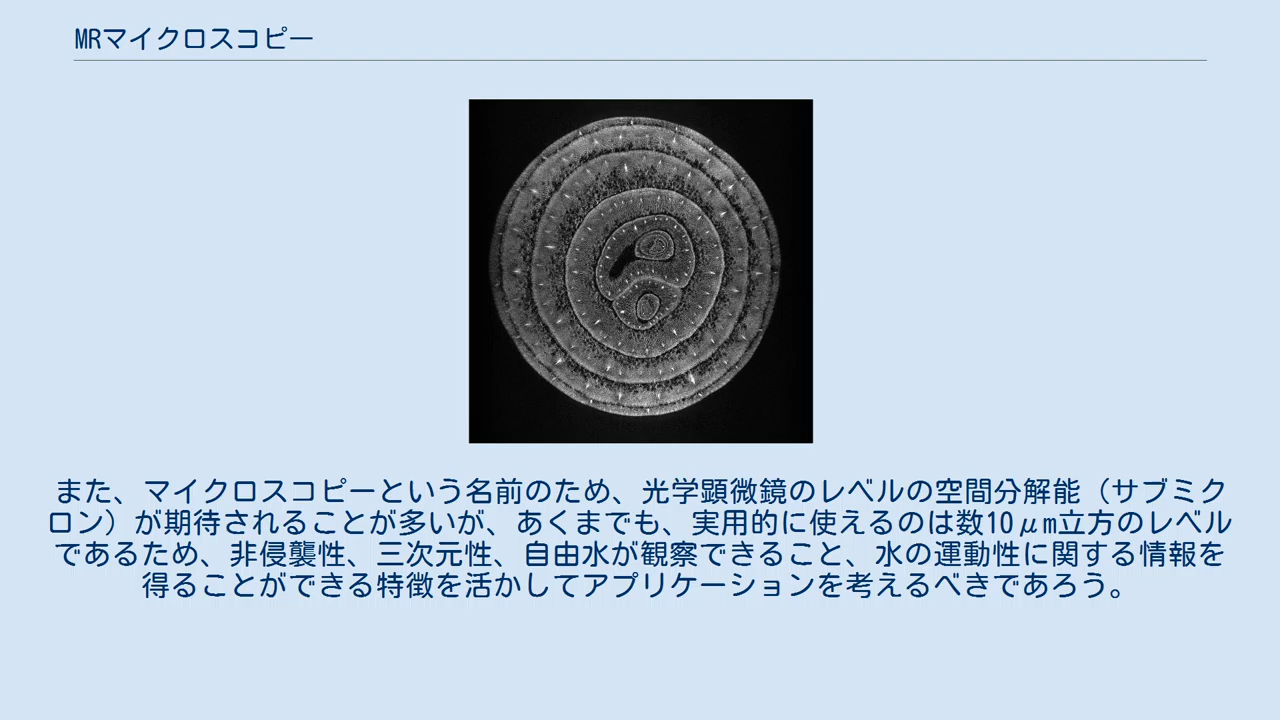 MRマイクロスコピー
また、マイクロスコピーという名前のため、光学顕微鏡のレベルの空間分解能（サブミク
ロン）が期待されることが多いが、あくまでも、実用的に使えるのは数10μm立方のレベル
であるため、非侵襲性、三次元性、自由水が観察できること、水の運動性に関する情報を
得ることができる特徴を活かしてアプリケーションを考えるべきであろう。